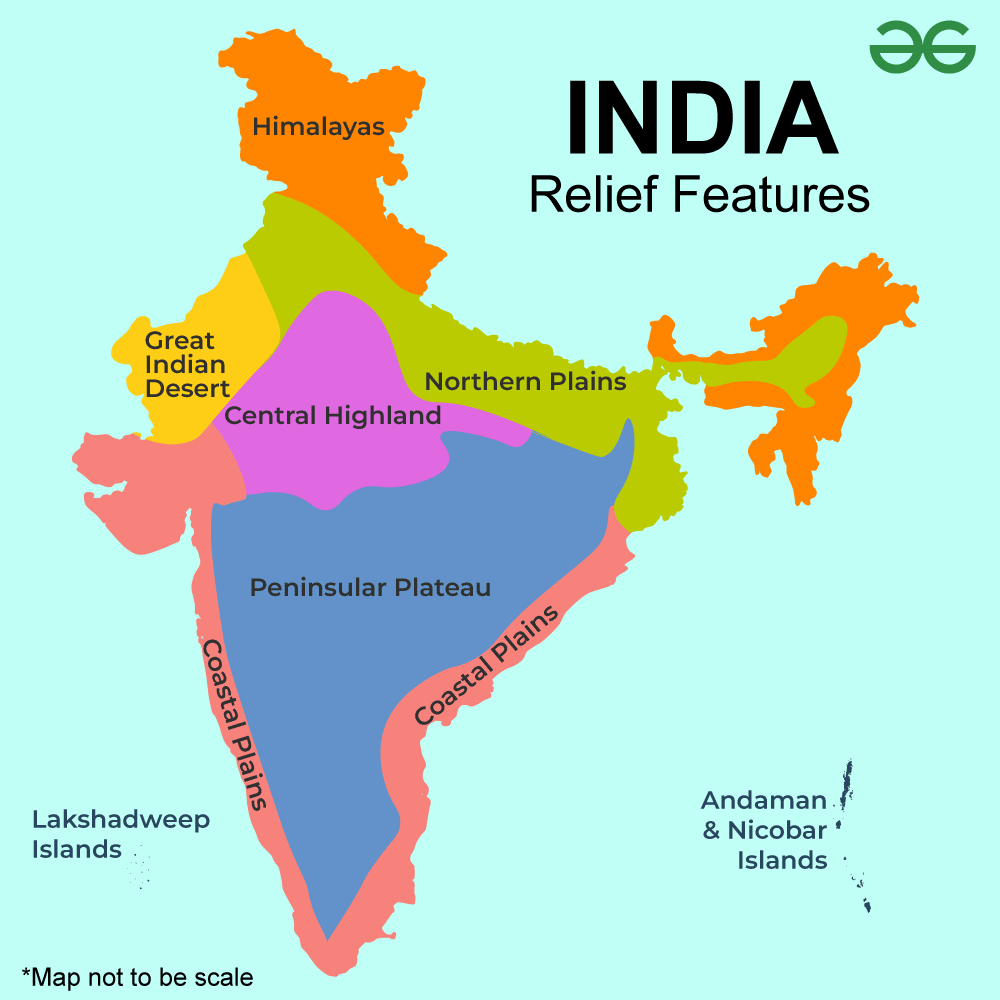 INDIA
Relief Features
Himalayas
Great
Indian
Desert
Northern Plains
Central Highland
Peninsular Plateau
Coastal Plains
Coastal Plains
Lakshadweep
Islands
Andaman
& Nicobar
Islands
*Map not to be scale